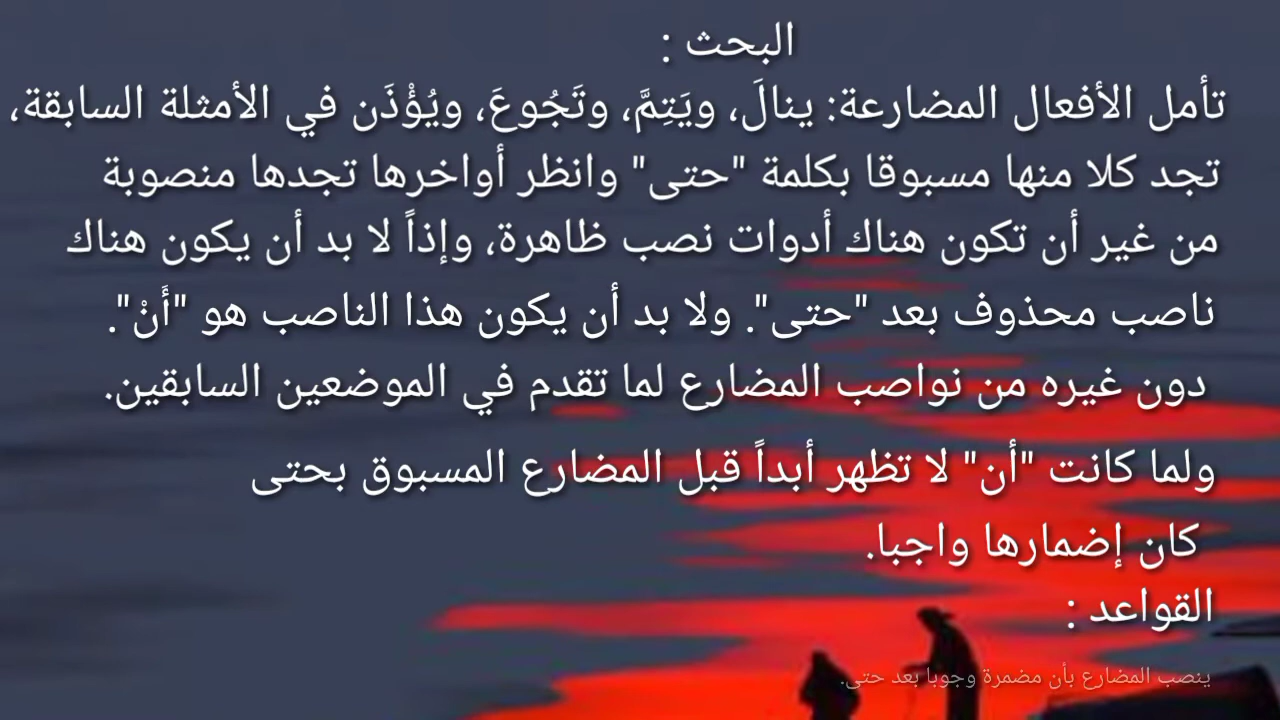 البحث :
تأمل الأفعال المضارعة: ينالَ، ويَتِمَّ، وتَجُوعَ، ويُؤْذَن في الأمثلة السابقة،
تجد كلا منها مسبوقا بكلمة "حتى" وانظر أواخرها تجدها منصوبة
من غير أن تكون هناك أدوات نصب ظاهرة، وإذاً لا بد أن يكون هناك
ناصب محذوف بعد "حتى". ولا بد أن يكون هذا الناصب هو "أَنْ".
دون غيره من نواصب المضارع لما تقدم في الموضعين السابقين.
ولما كانت "أن" لا تظهر أبداً قبل المضارع المسبوق بحتى
كان إضمارها واجبا.
القواعد :
ينصب المضارع بأن مضمرة وجوبا بعد حتى.